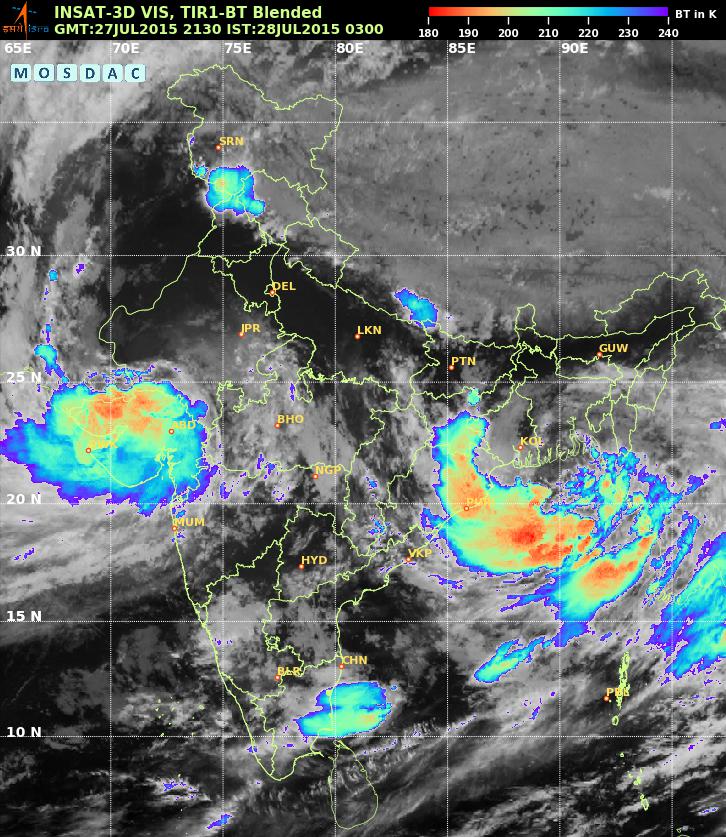 INSAT-3D VIS, TIR1-BT Blended
GMT:27JUL2015 2130 IST:28JUL2015 0300
BT in K
180 190 200 210 220 230 240
65E 70E 75E 80E 85E 90E
M O S D A C
SRN
30 N
DEL
JPR
LKN
GUW
PTN
25 N
ABD
BHO
KOL
NGP
20 N
MUM
VKP
HYD
15 N
CHN
BLR
10 N